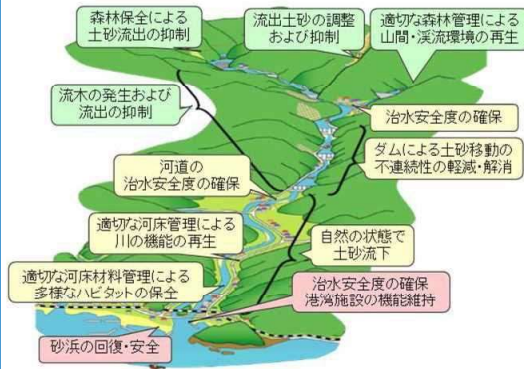 森林保全による
土砂流出の抑制
流出土砂の調整
および抑制
適切な森林管理による
山間・渓流環境の再生
流木の発生および
流出の抑制
治水安全度の確保
ダムによる土砂移動の
不連続性の軽減・解消
河道の
治水安全度の確保
適切な河床管理による
川の機能の再生
自然の状態で
土砂流下
適切な河床材料管理による
多様なハビタットの保全
治水安全度の確保
港湾施設の機能維持
砂浜の回復・安全